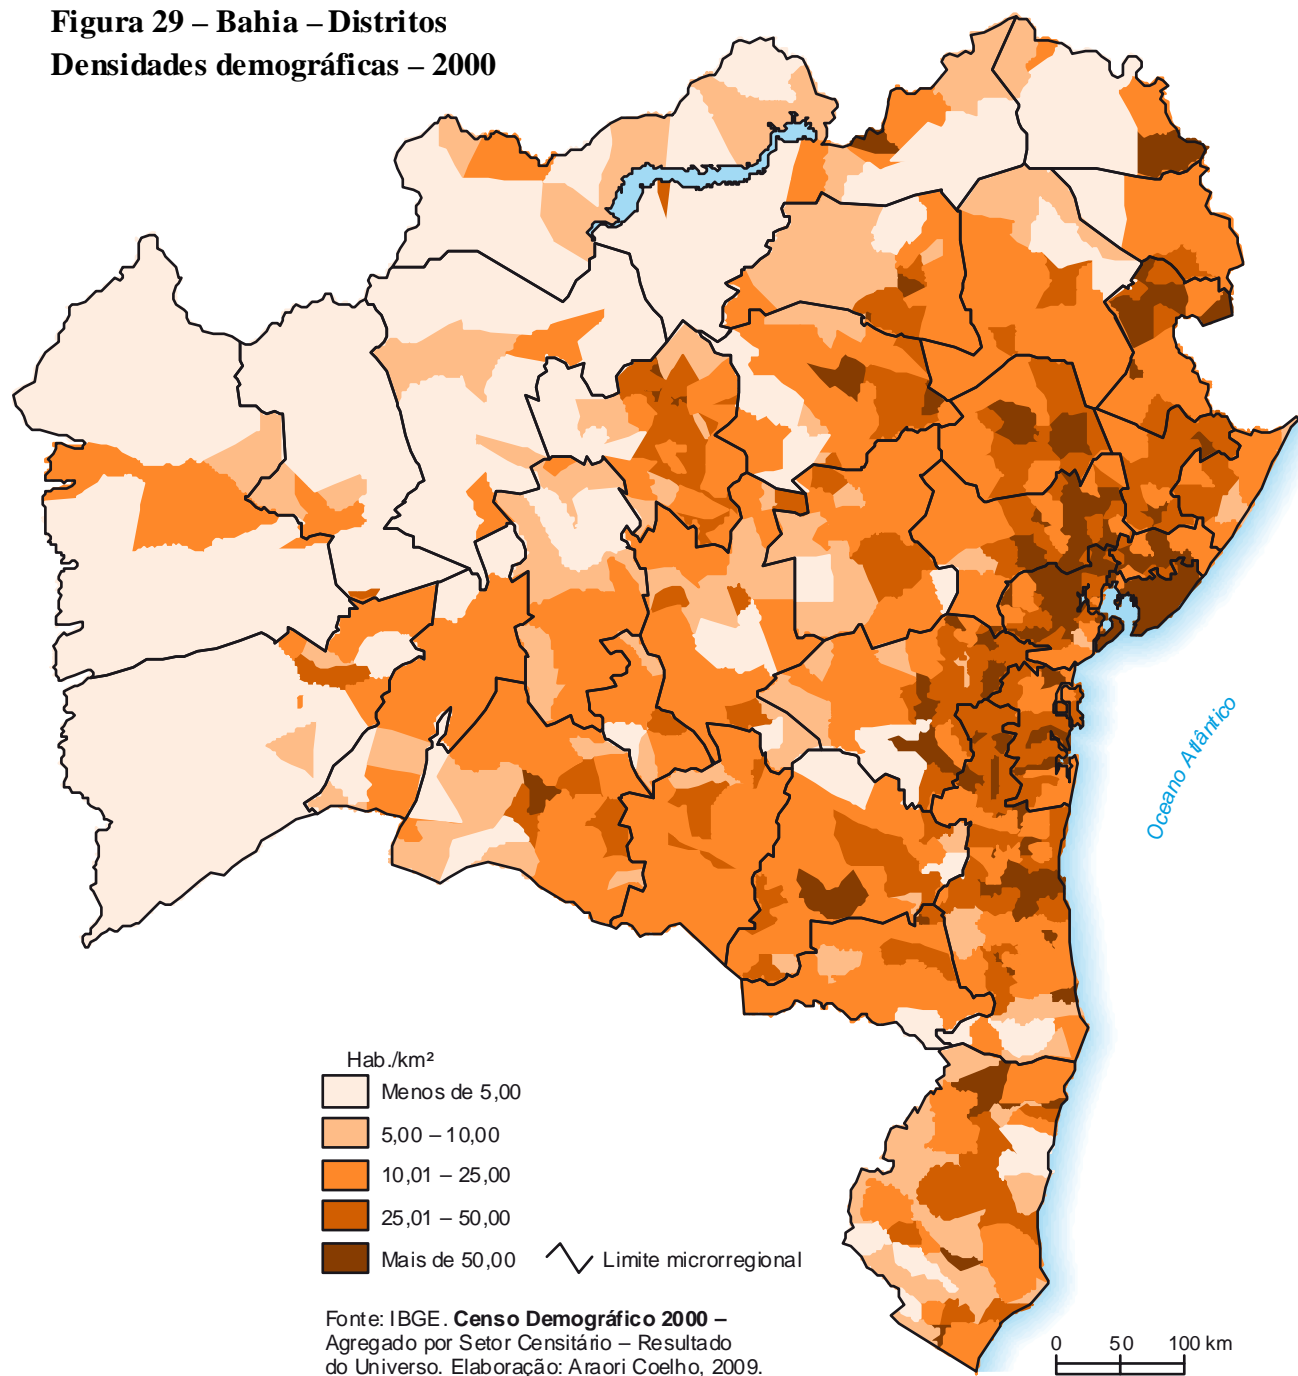 Figura 29 – Bahia – Distritos
Densidades demográficas – 2000
Oceano Atlântico
Hab./km²
Menos de 5,00
5,00 – 10,00
10,01 – 25,00
25,01 – 50,00
Mais de 50,00
Limite microrregional
Fonte: IBGE. Censo Demográfico 2000 –
Agregado por Setor Censitário – Resultado
do Universo. Elaboração: Araori Coelho, 2009.
0 50 100 km